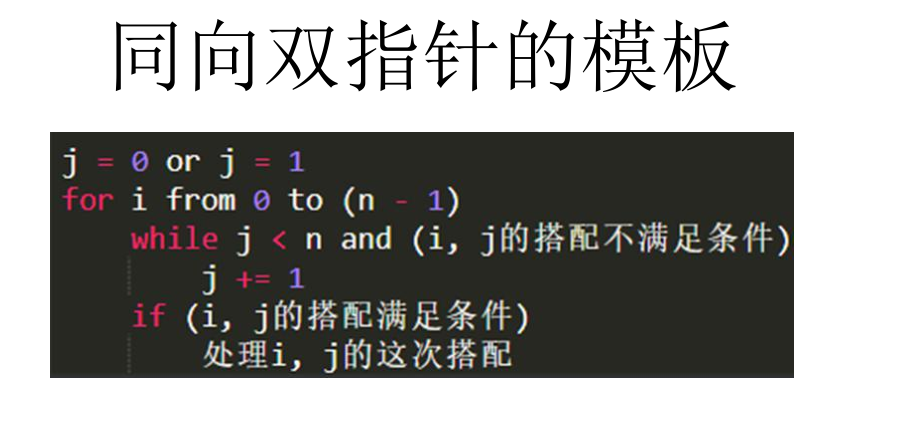 同向双指针的模板
j = 0 or j = 1
for i from 0 to (n - 1)
while j < n and (i, j的搭配不满足条件)
j += 1
if (i, j的搭配满足条件)
处理i, j的这次搭配